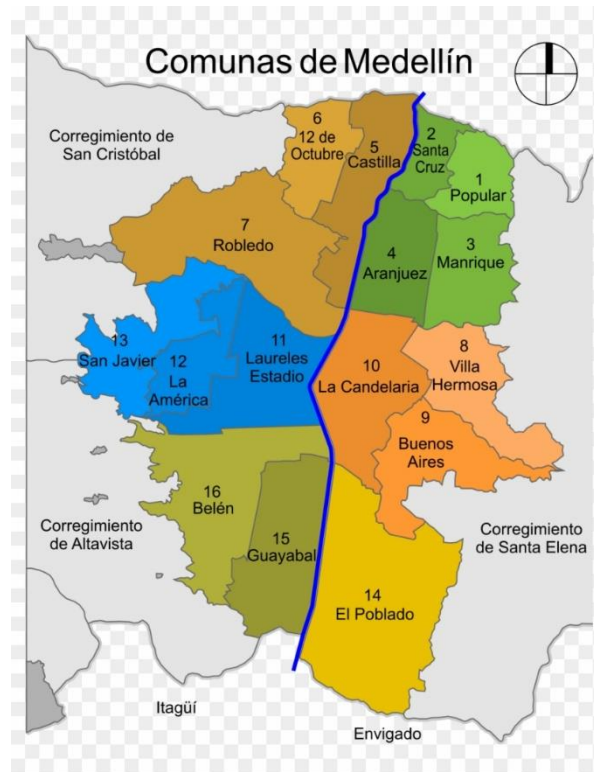 Comunas de Medellín
Corregimiento de
San Cristóbal
6
12 de
Octubre
5
Castilla
2
Santa
Cruz
1
Popular
7
Robledo
4
Aranjuez
3
Manrique
13
San Javier
12
La
América
11
Laureles
Estadio
10
La Candelaria
8
Villa
Hermosa
9
Buenos
Aires
16
Belén
15
Guayabal
14
El Poblado
Corregimiento
de Altavista
Corregimiento
de Santa Elena
Itagüí
Envigado